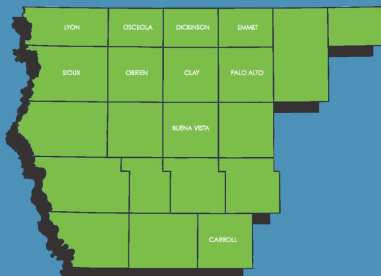 LYON OSCEOLA DICKINSON EMMET
SIOUX OBRIEN CLAY PALO ALTO
BUENA VISTA
CARROLL